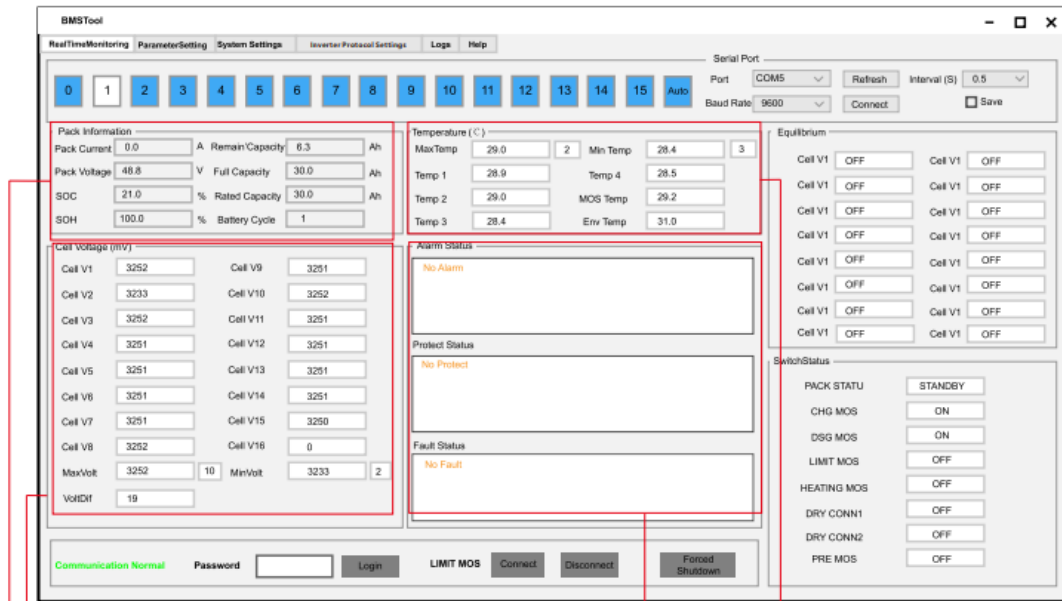 BMSTool
RealTimeMonitoring ParameterSetting System Settings Inverter Protocol Settings Logs Help
Serial Port
0 1 2 3 4 5 6 7 8 9 10 11 12 13 14 15 Auto
Port COM5 Refresh Interval (S) 0.5
Baud Rate 9600 Connect Save
Pack Information
Pack Current 0.0 A Remain'Capacity 6.3 Ah
Pack Voltage 48.8 V Full Capacity 30.0 Ah
SOC 21.0 % Rated Capacity 30.0 Ah
SOH 100.0 % Battery Cycle 1
Temperature (C)
MaxTemp 29.0 2 Min Temp 28.4 3
Temp 1 28.9 Temp 4 28.5
Temp 2 29.0 MOS Temp 29.2
Temp 3 28.4 Env Temp 31.0
Equilibrium
Cell V1 OFF Cell V1 OFF
Cell V1 OFF Cell V1 OFF
Cell V1 OFF Cell V1 OFF
Cell V1 OFF Cell V1 OFF
Cell V1 OFF Cell V1 OFF
Cell V1 OFF Cell V1 OFF
Cell V1 OFF Cell V1 OFF
Cell V1 OFF Cell V1 OFF
Cell Voltage (mV)
Cell V1 3252 Cell V9 3251
Cell V2 3233 Cell V10 3252
Cell V3 3252 Cell V11 3251
Cell V4 3251 Cell V12 3251
Cell V5 3251 Cell V13 3251
Cell V6 3251 Cell V14 3251
Cell V7 3251 Cell V15 3250
Cell V8 3252 Cell V16 0
MaxVolt 3252 10 MinVolt 3233 2
VoltDif 19
Alarm Status
No Alarm
Protect Status
No Protect
Fault Status
No Fault
SwitchStatus
PACK STATU STANDBY
CHG MOS ON
DSG MOS ON
LIMIT MOS OFF
HEATING MOS OFF
DRY CONN1 OFF
DRY CONN2 OFF
PRE MOS OFF
Communication Normal Password Login LIMIT MOS Connect Disconnect Forced
Shutdown